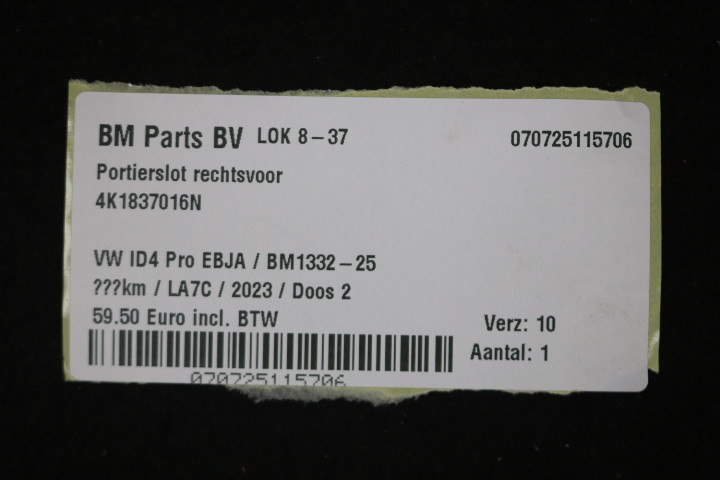 BM Parts BV LOK 8-37 070725115706
Portierslot rechtsvoor
4K1837016N
VW ID4 Pro EBJA / BM1332-25
???km / LA7C / 2023 / Doos 2
59.50 Euro incl. BTW Verz: 10
Aantal: 1
070725115706